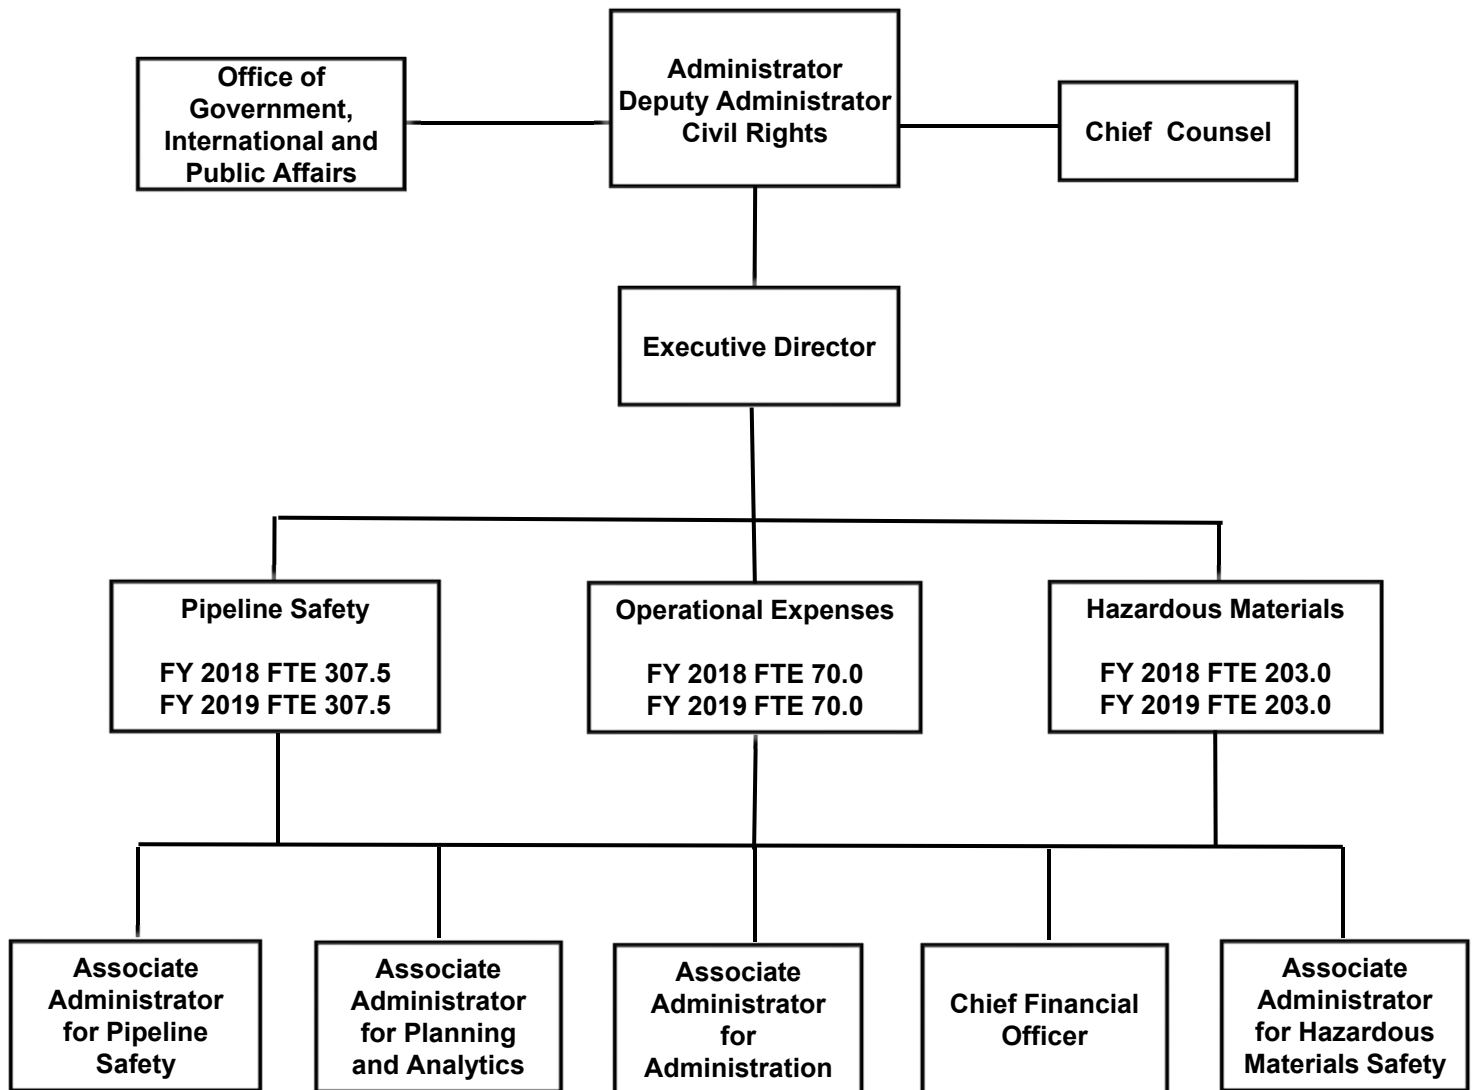 Office of
Government,
International and
Public Affairs
Administrator
Deputy Administrator
Civil Rights
Chief Counsel
Executive Director
Pipeline Safety
FY 2018 FTE 307.5
FY 2019 FTE 307.5
Operational Expenses
FY 2018 FTE 70.0
FY 2019 FTE 70.0
Hazardous Materials
FY 2018 FTE 203.0
FY 2019 FTE 203.0
Associate
Administrator
for Pipeline
Safety
Associate
Administrator
for Planning
and Analytics
Associate
Administrator
for
Administration
Chief Financial
Officer
Associate
Administrator
for Hazardous
Materials Safety